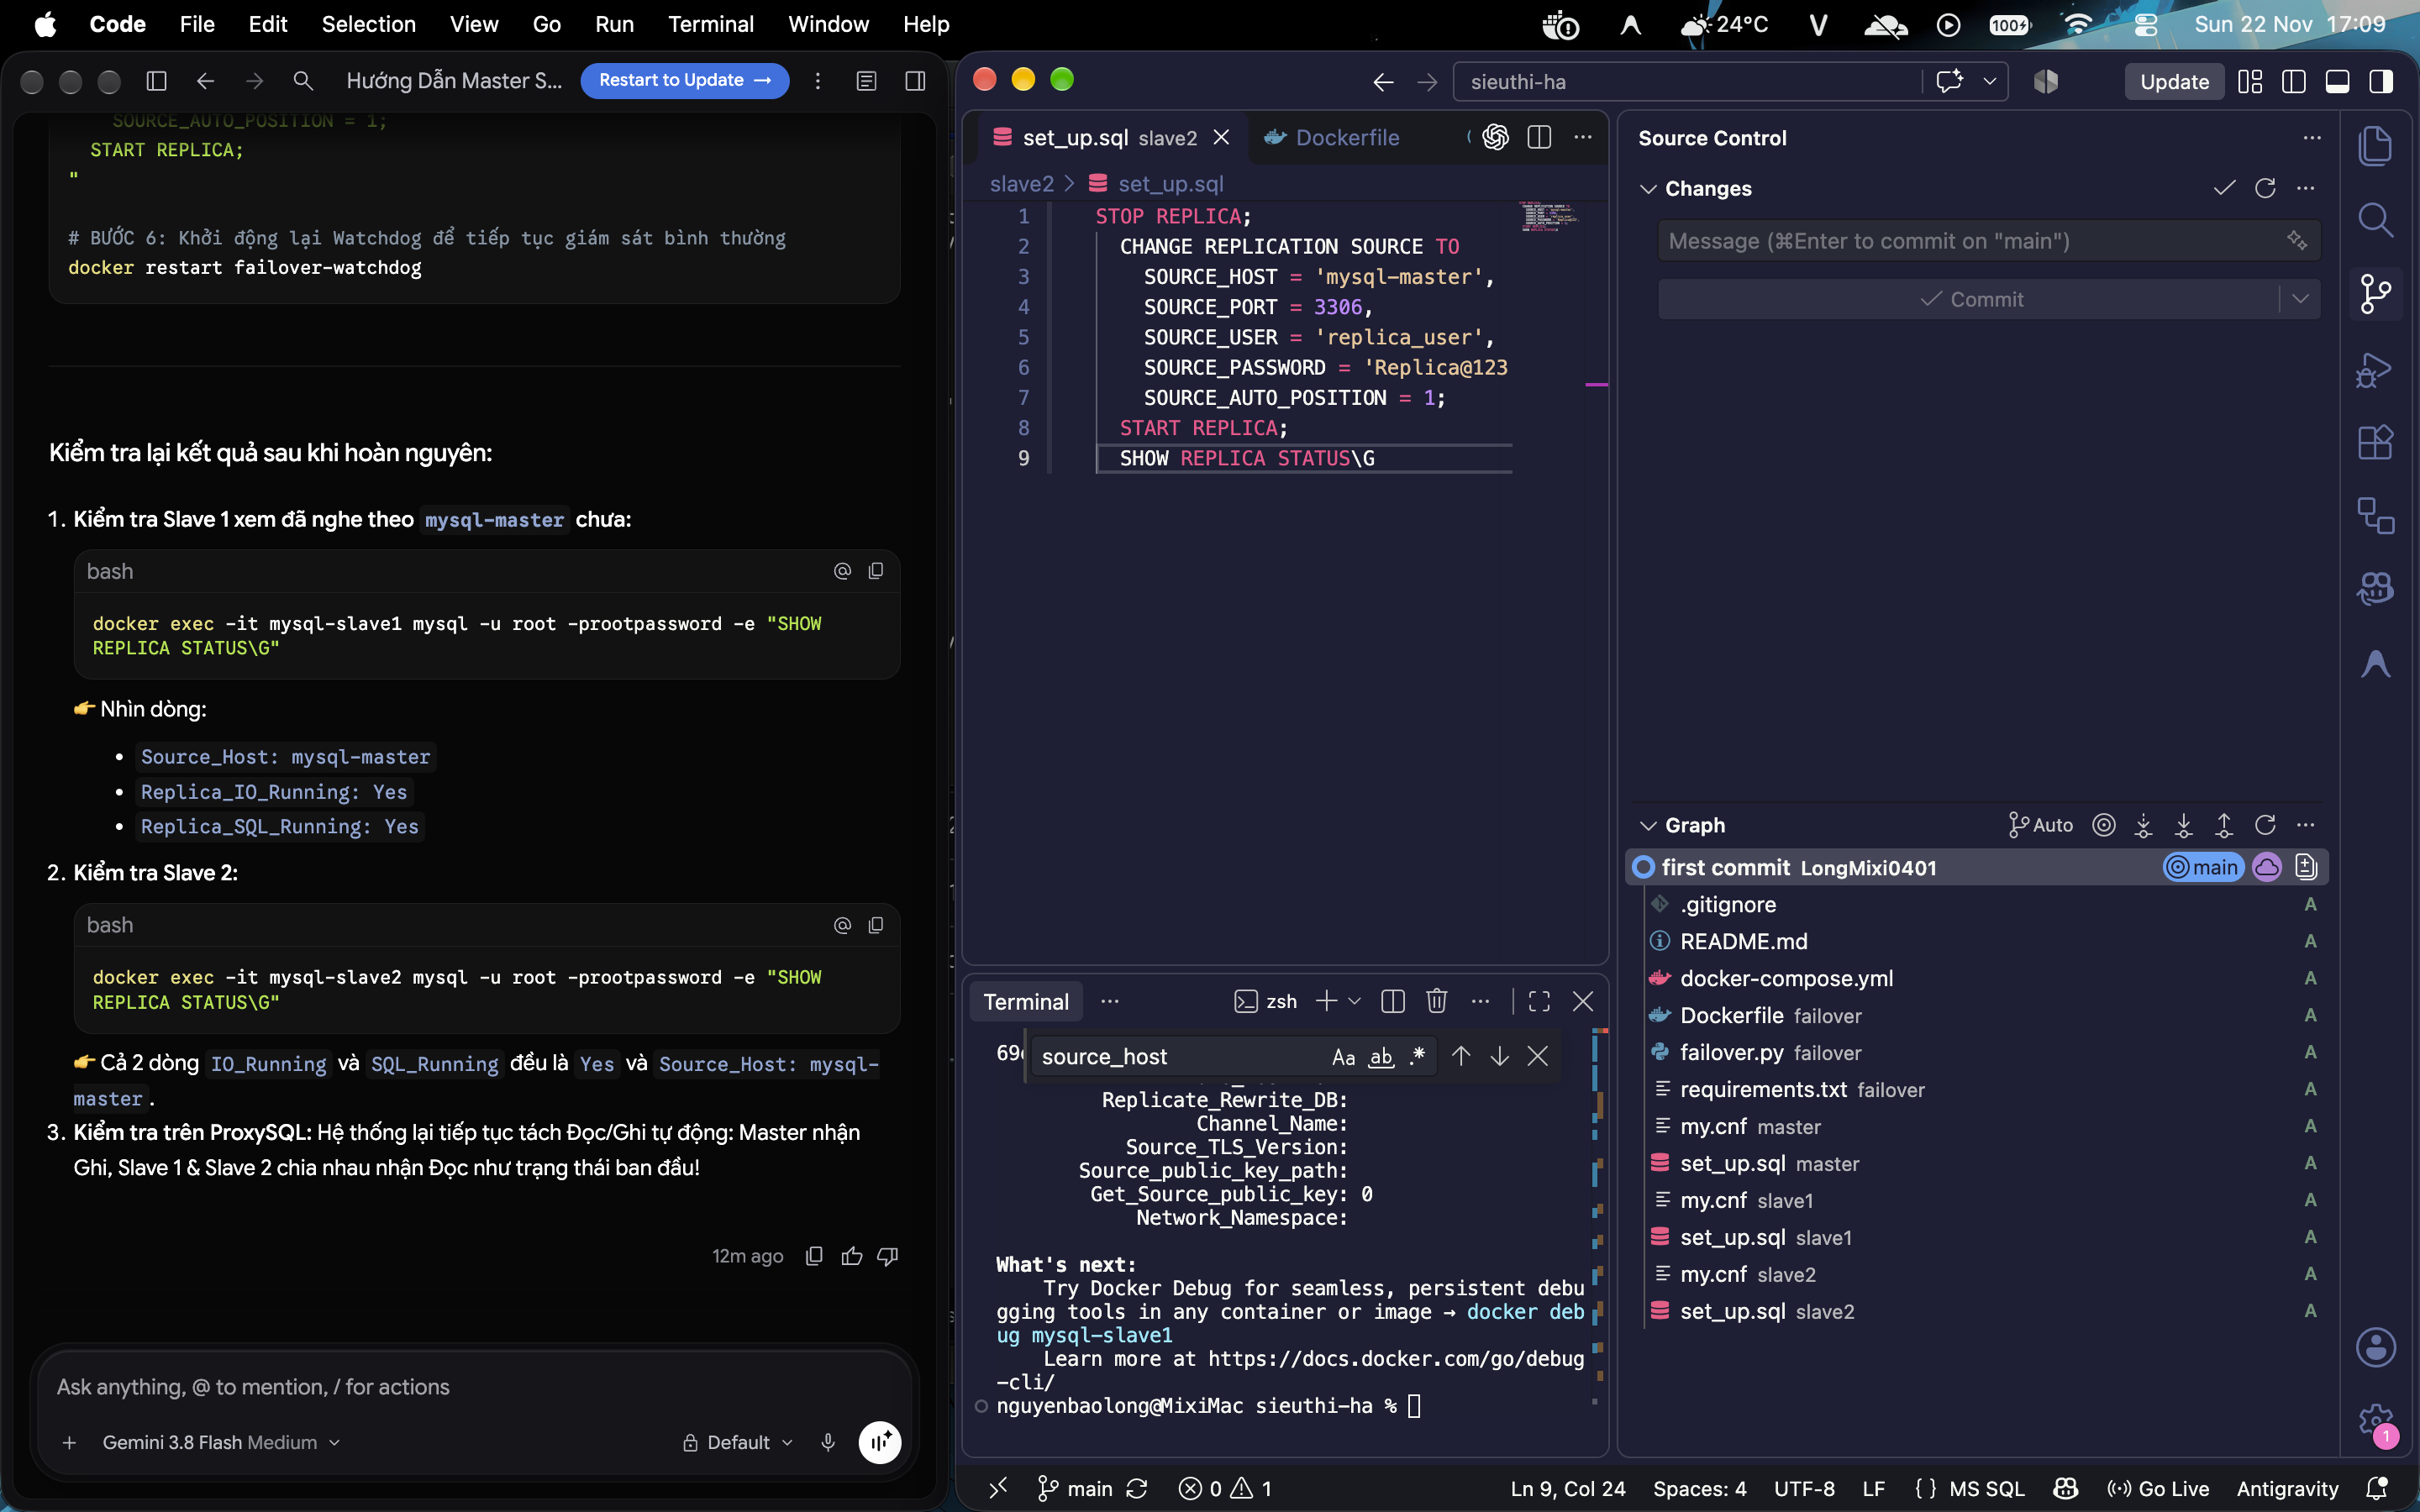 Code File Edit Selection View Go Run Terminal Window Help
24°C
100
Sun 22 Nov 17:09
Hướng Dẫn Master S...
Restart to Update →
SOURCE_AUTO_POSITION = 1;
START REPLICA;
"
# BƯỚC 6: Khởi động lại Watchdog để tiếp tục giám sát bình thường
docker restart failover-watchdog
Kiểm tra lại kết quả sau khi hoàn nguyên:
1. Kiểm tra Slave 1 xem đã nghe theo mysql-master chưa:
bash
docker exec -it mysql-slave1 mysql -u root -prootpassword -e "SHOW
REPLICA STATUS\G"
👉 Nhìn dòng:
• Source_Host: mysql-master
• Replica_IO_Running: Yes
• Replica_SQL_Running: Yes
2. Kiểm tra Slave 2:
bash
docker exec -it mysql-slave2 mysql -u root -prootpassword -e "SHOW
REPLICA STATUS\G"
👉 Cả 2 dòng IO_Running và SQL_Running đều là Yes và Source_Host: mysql-
master.
3. Kiểm tra trên ProxySQL: Hệ thống lại tiếp tục tách Đọc/Ghi tự động: Master nhận
Ghi, Slave 1 & Slave 2 chia nhau nhận Đọc như trạng thái ban đầu!
12m ago
Ask anything, @ to mention, / for actions
Gemini 3.8 Flash Medium
Default
sieuthi-ha
Update
set_up.sql slave2
Dockerfile
slave2 > set_up.sql
1 STOP REPLICA;
2 CHANGE REPLICATION SOURCE TO
3 SOURCE_HOST = 'mysql-master',
4 SOURCE_PORT = 3306,
5 SOURCE_USER = 'replica_user',
6 SOURCE_PASSWORD = 'Replica@123
7 SOURCE_AUTO_POSITION = 1;
8 START REPLICA;
9 SHOW REPLICA STATUS\G
Terminal
zsh
source_host
Aa ab .*
Replicate_Rewrite_DB:
Channel_Name:
Source_TLS_Version:
Source_public_key_path:
Get_Source_public_key: 0
Network_Namespace:
What's next:
Try Docker Debug for seamless, persistent debu
gging tools in any container or image → docker deb
ug mysql-slave1
Learn more at https://docs.docker.com/go/debug
-cli/
nguyenbaolong@MixiMac sieuthi-ha %
Source Control
Changes
Message (⌘Enter to commit on "main")
Commit
Graph
Auto
first commit LongMixi0401
main
.gitignore A
README.md A
docker-compose.yml A
Dockerfile failover A
failover.py failover A
requirements.txt failover A
my.cnf master A
set_up.sql master A
my.cnf slave1 A
set_up.sql slave1 A
my.cnf slave2 A
set_up.sql slave2 A
1
main
0 1
Ln 9, Col 24
Spaces: 4
UTF-8
LF
{ } MS SQL
Go Live
Antigravity